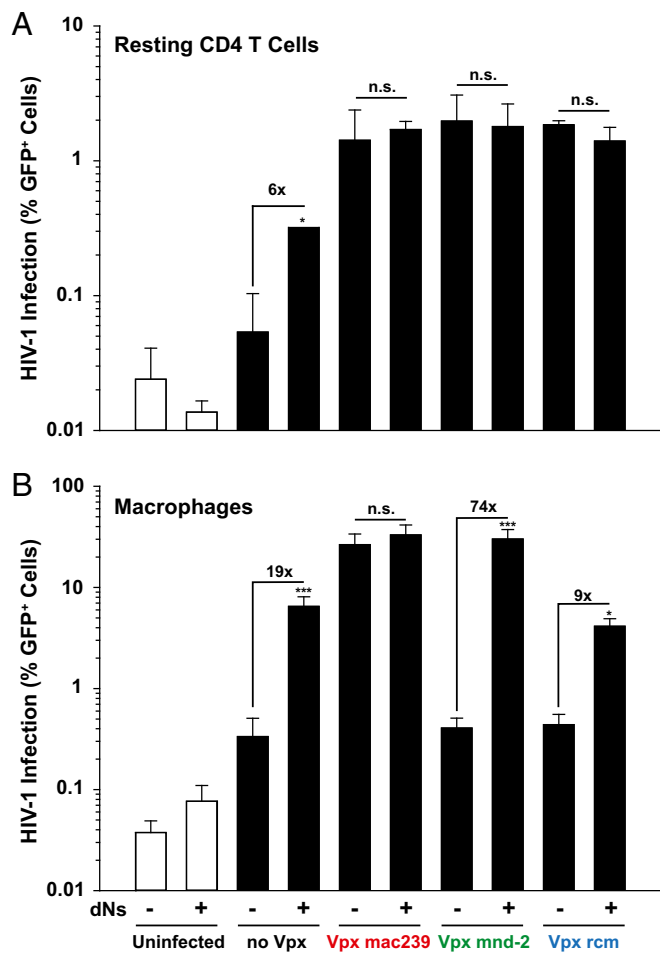 A
Resting CD4 T Cells
HIV-1 Infection (% GFP+ Cells)
10
1
0.1
0.01
6x
*
n.s.
n.s.
n.s.
B
Macrophages
HIV-1 Infection (% GFP+ Cells)
100
10
1
0.1
0.01
19x
***
n.s.
74x
***
9x
*
dNs - + - + - + - + - +
Uninfected no Vpx Vpx mac239 Vpx mnd-2 Vpx rcm